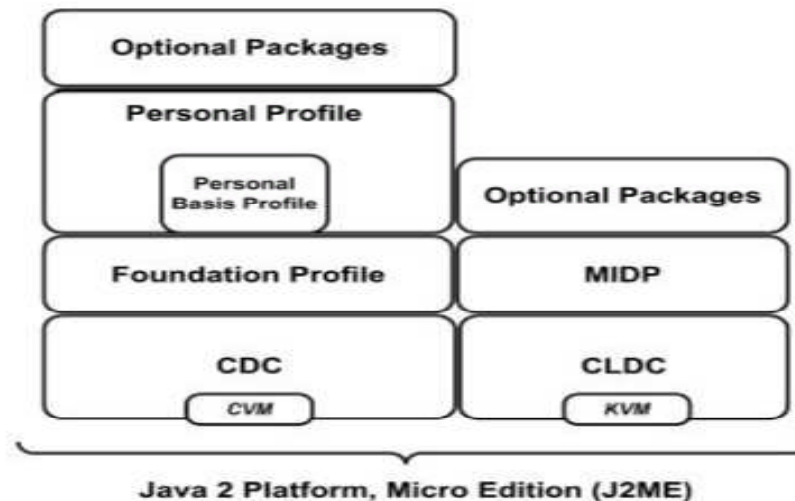 Optional Packages
Personal Profile
Personal
Basis Profile
Optional Packages
Foundation Profile
MIDP
CDC
CLDC
CVM
KVM
Java 2 Platform, Micro Edition (J2ME)